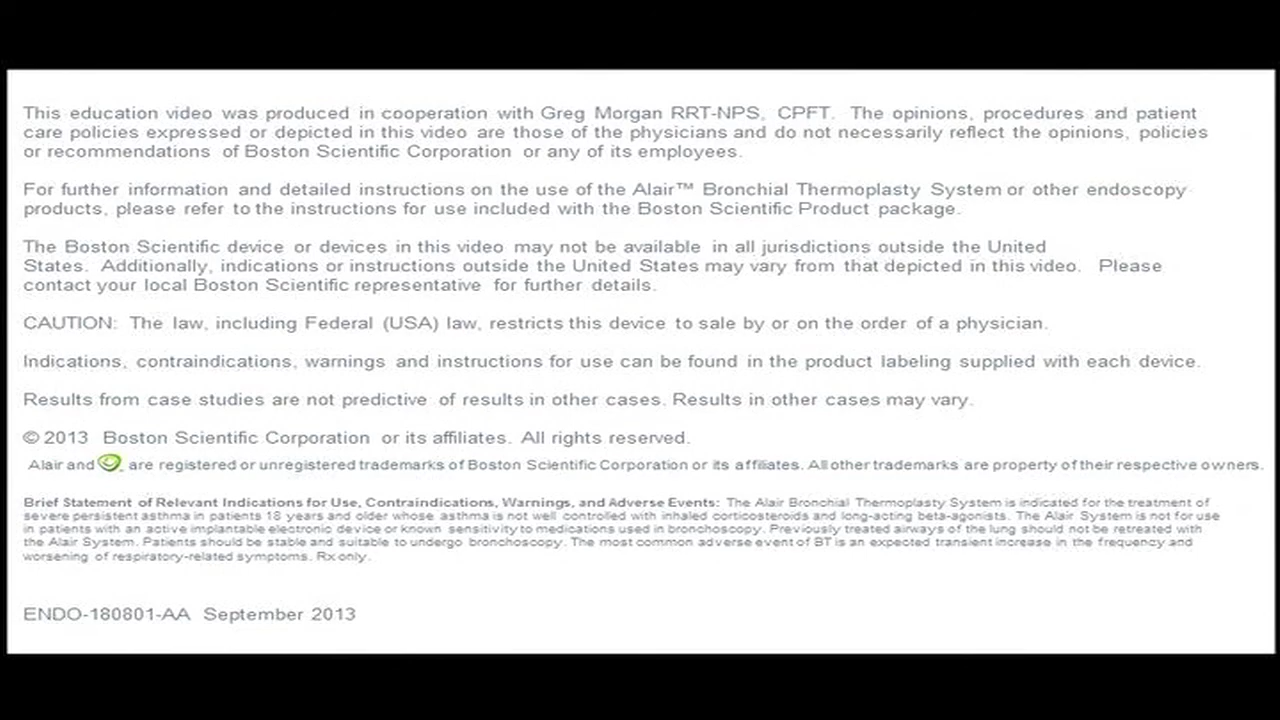 This education video was produced in cooperation with Greg Morgan RRT-NPS, CPFT. The opinions, procedures and patient
care policies expressed or depicted in this video are those of the physicians and do not necessarily reflect the opinions, policies
or recommendations of Boston Scientific Corporation or any of its employees.
For further information and detailed instructions on the use of the Alair™ Bronchial Thermoplasty System or other endoscopy
products, please refer to the instructions for use included with the Boston Scientific Product package.
The Boston Scientific device or devices in this video may not be available in all jurisdictions outside the United
States. Additionally, indications or instructions outside the United States may vary from that depicted in this video. Please
contact your local Boston Scientific representative for further details.
CAUTION: The law, including Federal (USA) law, restricts this device to sale by or on the order of a physician.
Indications, contraindications, warnings and instructions for use can be found in the product labeling supplied with each device.
Results from case studies are not predictive of results in other cases. Results in other cases may vary.
© 2013 Boston Scientific Corporation or its affiliates. All rights reserved.
Alair and , are registered or unregistered trademarks of Boston Scientific Corporation or its affiliates. All other trademarks are property of their respective owners.
Brief Statement of Relevant Indications for Use, Contraindications, Warnings, and Adverse Events: The Alair Bronchial Thermoplasty System is indicated for the treatment of
severe persistent asthma in patients 18 years and older whose asthma is not well controlled with inhaled corticosteroids and long-acting beta-agonists. The Alair System is not for use
in patients with an active implantable electronic device or known sensitivity to medications used in bronchoscopy. Previously treated airways of the lung should not be retreated with
the Alair System. Patients should be stable and suitable to undergo bronchoscopy. The most common adverse event of BT is an expected transient increase in the frequency and
worsening of respiratory-related symptoms. Rx only.
ENDO-180801-AA September 2013